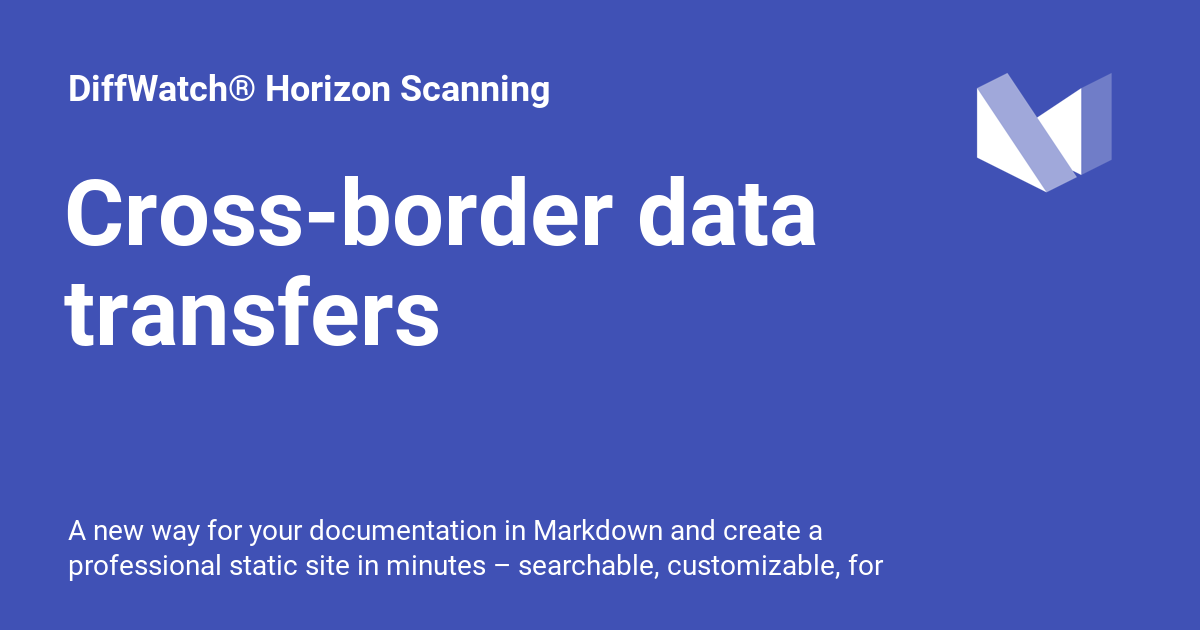 DiffWatch® Horizon Scanning
Cross-border data
transfers
A new way for your documentation in Markdown and create a
professional static site in minutes – searchable, customizable, for